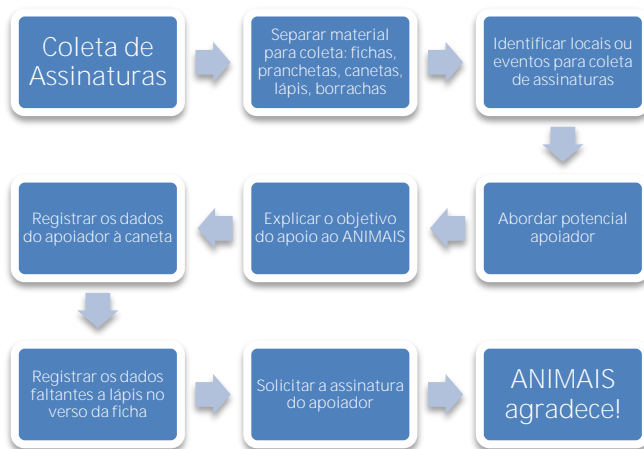 Coleta de
Assinaturas
Separar material
para coleta: fichas,
pranchetas, canetas,
lápis, borrachas
Identificar locais ou
eventos para coleta
de assinaturas
Abordar potencial
apoiador
Explicar o objetivo
do apoio ao ANIMAIS
Registrar os dados
do apoiador à caneta
Registrar os dados
faltantes a lápis no
verso da ficha
Solicitar a assinatura
do apoiador
ANIMAIS
agradece!